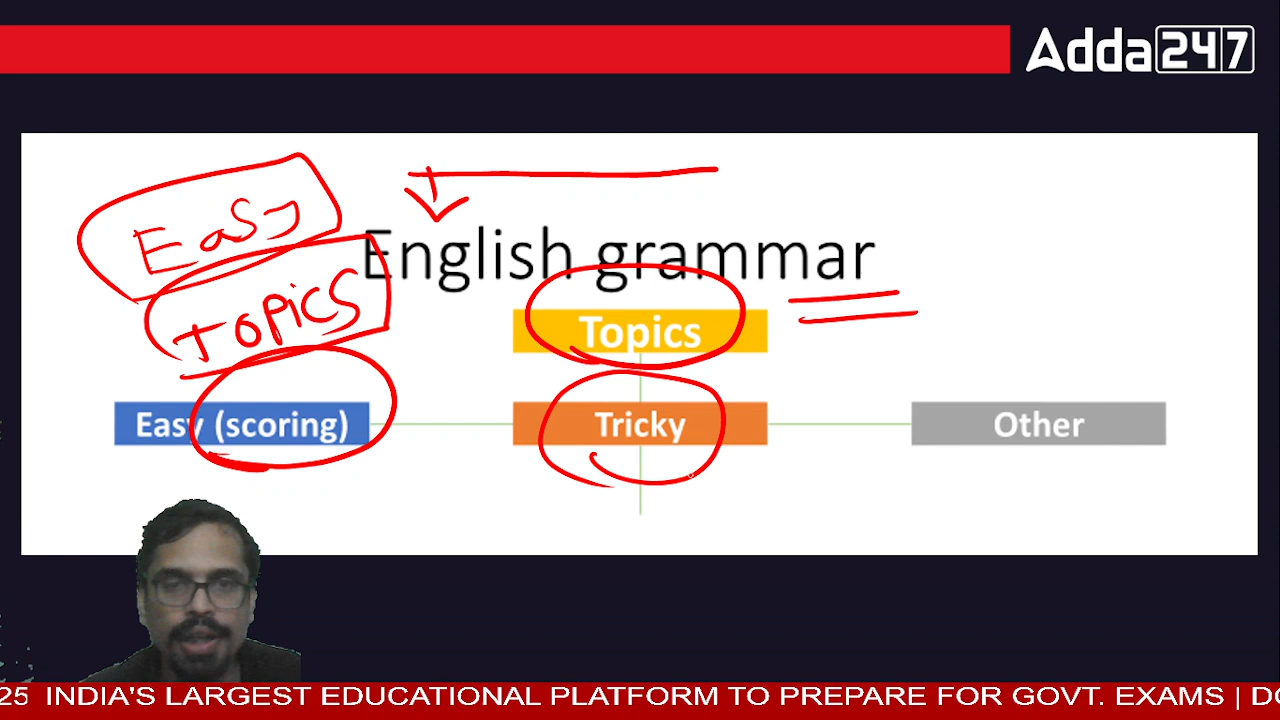 Adda247
Easy
Topics
English grammar
Topics
Easy (scoring)
Tricky
Other
25 INDIA'S LARGEST EDUCATIONAL PLATFORM TO PREPARE FOR GOVT. EXAMS |